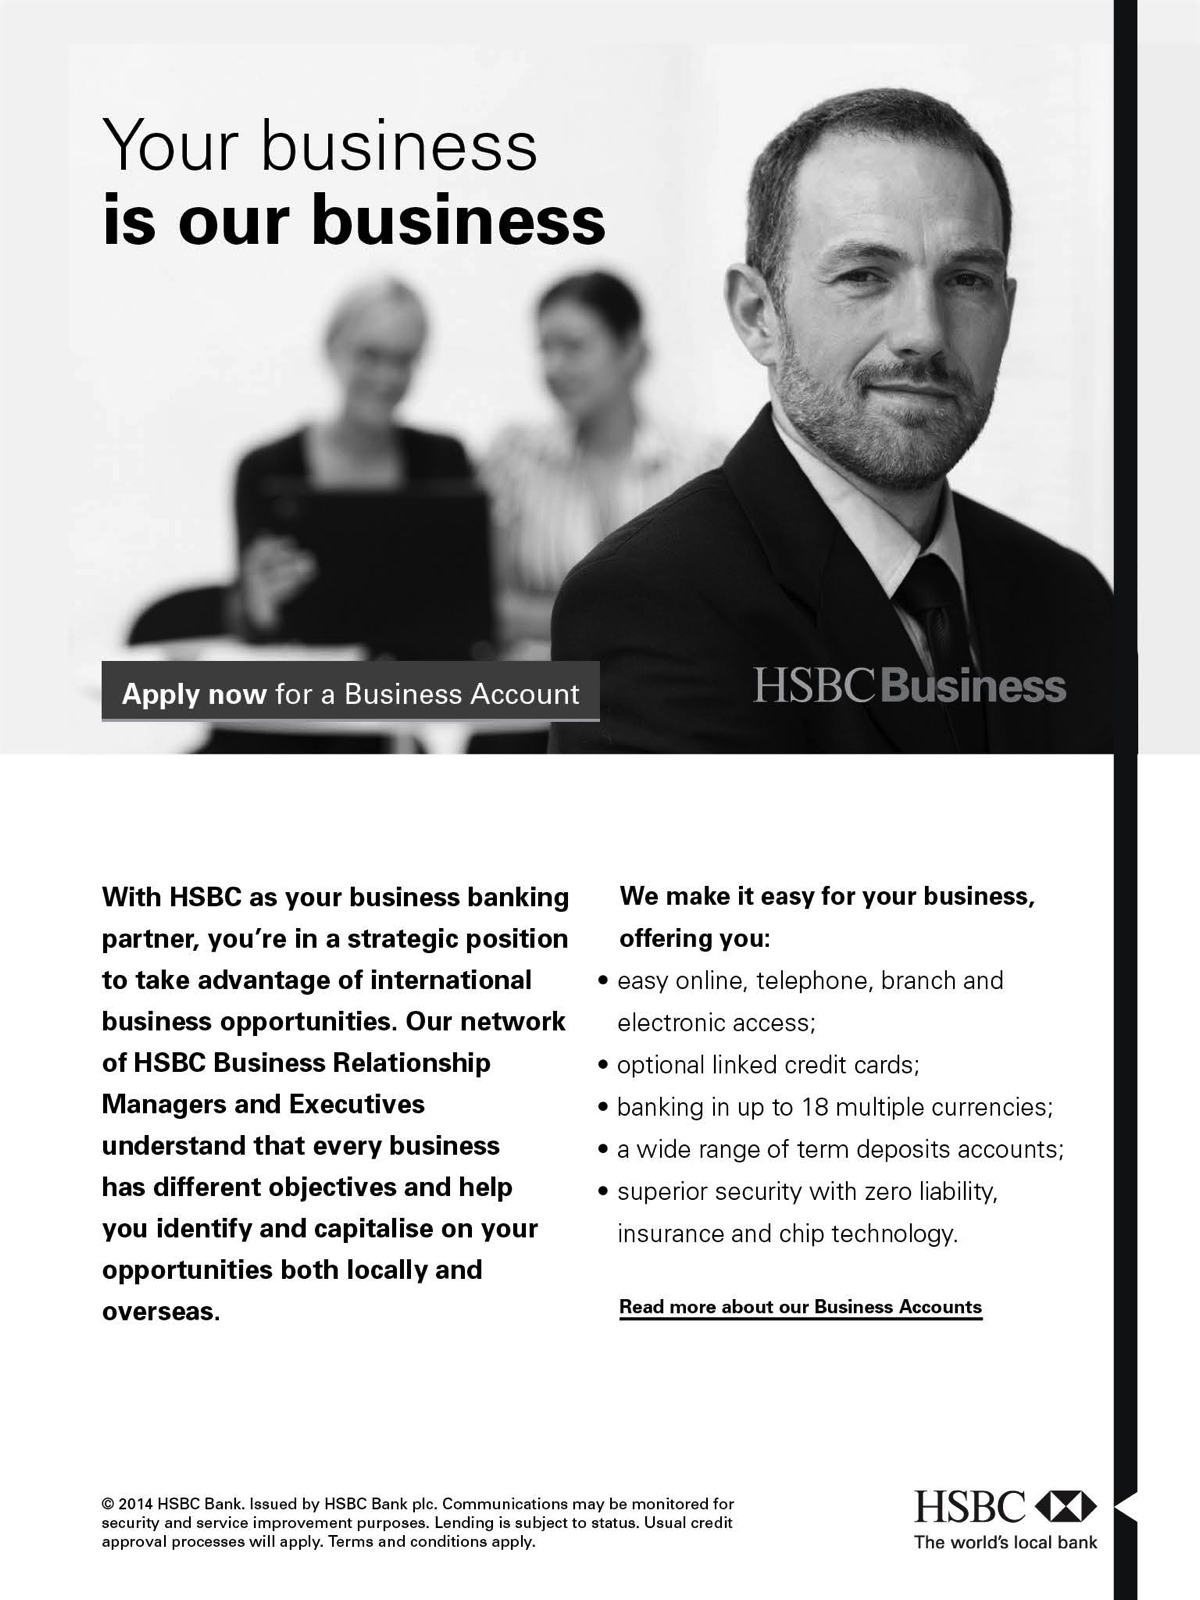 Your business
is our business
Apply now for a Business Account
HSBC Business
With HSBC as your business banking
partner, you’re in a strategic position
to take advantage of international
business opportunities. Our network
of HSBC Business Relationship
Managers and Executives
understand that every business
has different objectives and help
you identify and capitalise on your
opportunities both locally and
overseas.
We make it easy for your business,
offering you:
• easy online, telephone, branch and
electronic access;
• optional linked credit cards;
• banking in up to 18 multiple currencies;
• a wide range of term deposits accounts;
• superior security with zero liability,
insurance and chip technology.
Read more about our Business Accounts
© 2014 HSBC Bank. Issued by HSBC Bank plc. Communications may be monitored for
security and service improvement purposes. Lending is subject to status. Usual credit
approval processes will apply. Terms and conditions apply.
HSBC
The world’s local bank